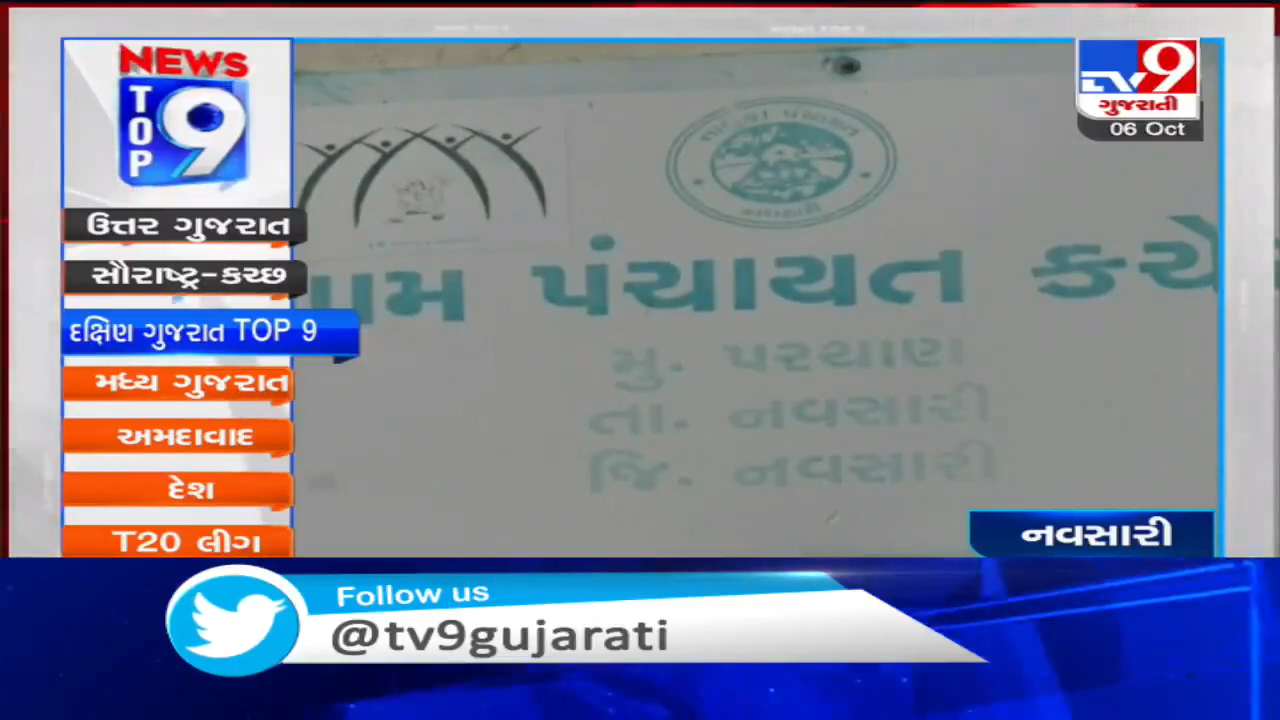 NEWS
TOP
9
ઉત્તર ગુજરાત
સૌરાષ્ટ્ર-કચ્છ
દક્ષિણ ગુજરાત TOP 9
મધ્ય ગુજરાત
અમદાવાદ
દેશ
T20 લીગ
TV9
ગુજરાતી
06 Oct
પંચાયત
મુ. પરથાણ
તા. નવસારી
જિ. નવસારી
નવસારી
Follow us
@tv9gujarati